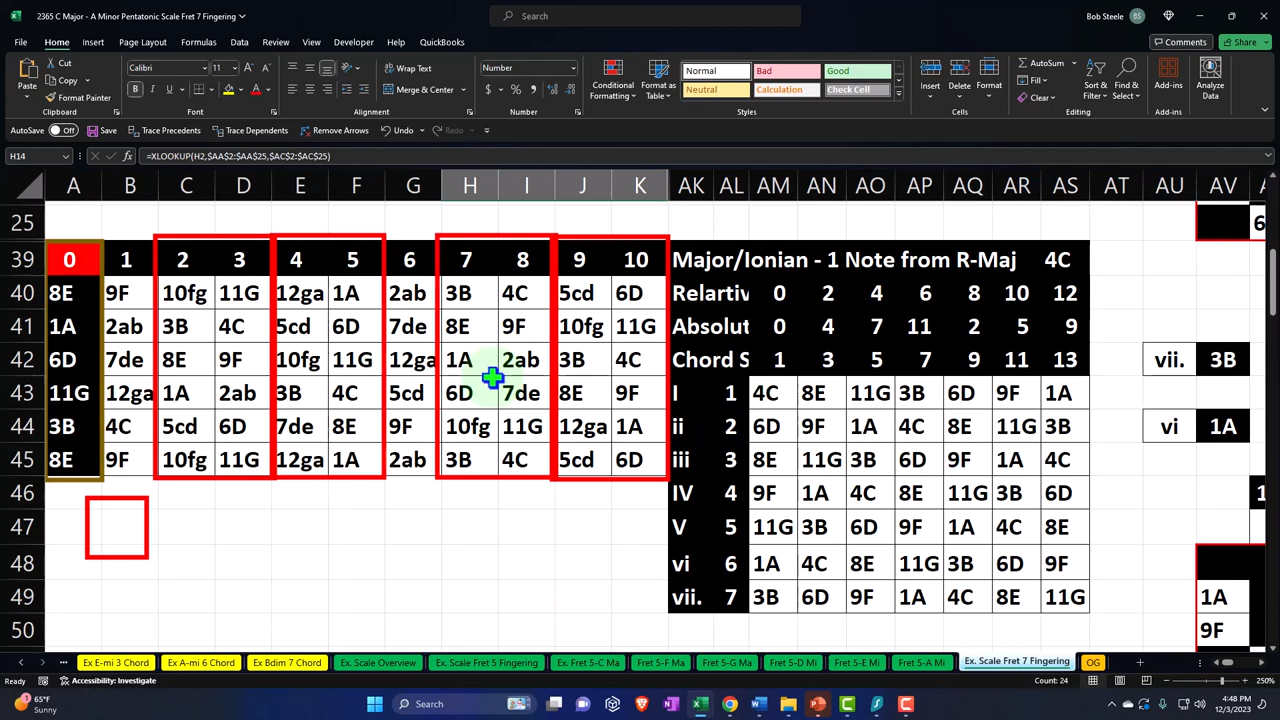 2365 C Major - A Minor Pentatonic Scale Fret 7 Fingering
Search
Bob Steele BS
File Home Insert Page Layout Formulas Data Review View Developer Automate Help QuickBooks
Comments Share
Cut
Copy
Format Painter
Paste
Calibri 11
Wrap Text
Merge & Center
Number
Conditional Formatting
Format as Table
Normal Bad Good
Neutral Calculation Check Cell
Insert Delete Format
AutoSum
Fill
Clear
Sort & Filter
Find & Select
Add-ins
Analyze Data
Clipboard Font Alignment Number Styles Cells Editing Add-ins
AutoSave Off Save Trace Precedents Trace Dependents Remove Arrows Undo Redo
H14 fx =XLOOKUP(H2,$AA$2:$AA$25,$AC$2:$AC$25)
A B C D E F G H I J K AK AL AM AN AO AP AQ AR AS AT AU AV
25 6
39 0 1 2 3 4 5 6 7 8 9 10 Major/Ionian - 1 Note from R-Maj 4C
40 8E 9F 10fg 11G 12ga 1A 2ab 3B 4C 5cd 6D Relartiv 0 2 4 6 8 10 12
41 1A 2ab 3B 4C 5cd 6D 7de 8E 9F 10fg 11G Absolut 0 4 7 11 2 5 9
42 6D 7de 8E 9F 10fg 11G 12ga 1A 2ab 3B 4C Chord S 1 3 5 7 9 11 13 vii. 3B
43 11G 12ga 1A 2ab 3B 4C 5cd 6D 7de 8E 9F I 1 4C 8E 11G 3B 6D 9F 1A
44 3B 4C 5cd 6D 7de 8E 9F 10fg 11G 12ga 1A ii 2 6D 9F 1A 4C 8E 11G 3B vi 1A
45 8E 9F 10fg 11G 12ga 1A 2ab 3B 4C 5cd 6D iii 3 8E 11G 3B 6D 9F 1A 4C
46 IV 4 9F 1A 4C 8E 11G 3B 6D 1
47 V 5 11G 3B 6D 9F 1A 4C 8E
48 vi 6 1A 4C 8E 11G 3B 6D 9F
49 vii. 7 3B 6D 9F 1A 4C 8E 11G 1A
50 9F
Ex E-mi 3 Chord Ex A-mi 6 Chord Ex Bdim 7 Chord Ex. Scale Overview Ex. Scale Fret 5 Fingering Ex. Fret 5-C Ma Fret 5-F Ma Fret 5-G Ma Fret 5-D Mi Fret 5-E Mi Fret 5-A Mi Ex. Scale Fret 7 Fingering OG
Ready Accessibility: Investigate Count: 24 250%
65°F
Sunny
Search
4:48 PM
12/3/2023